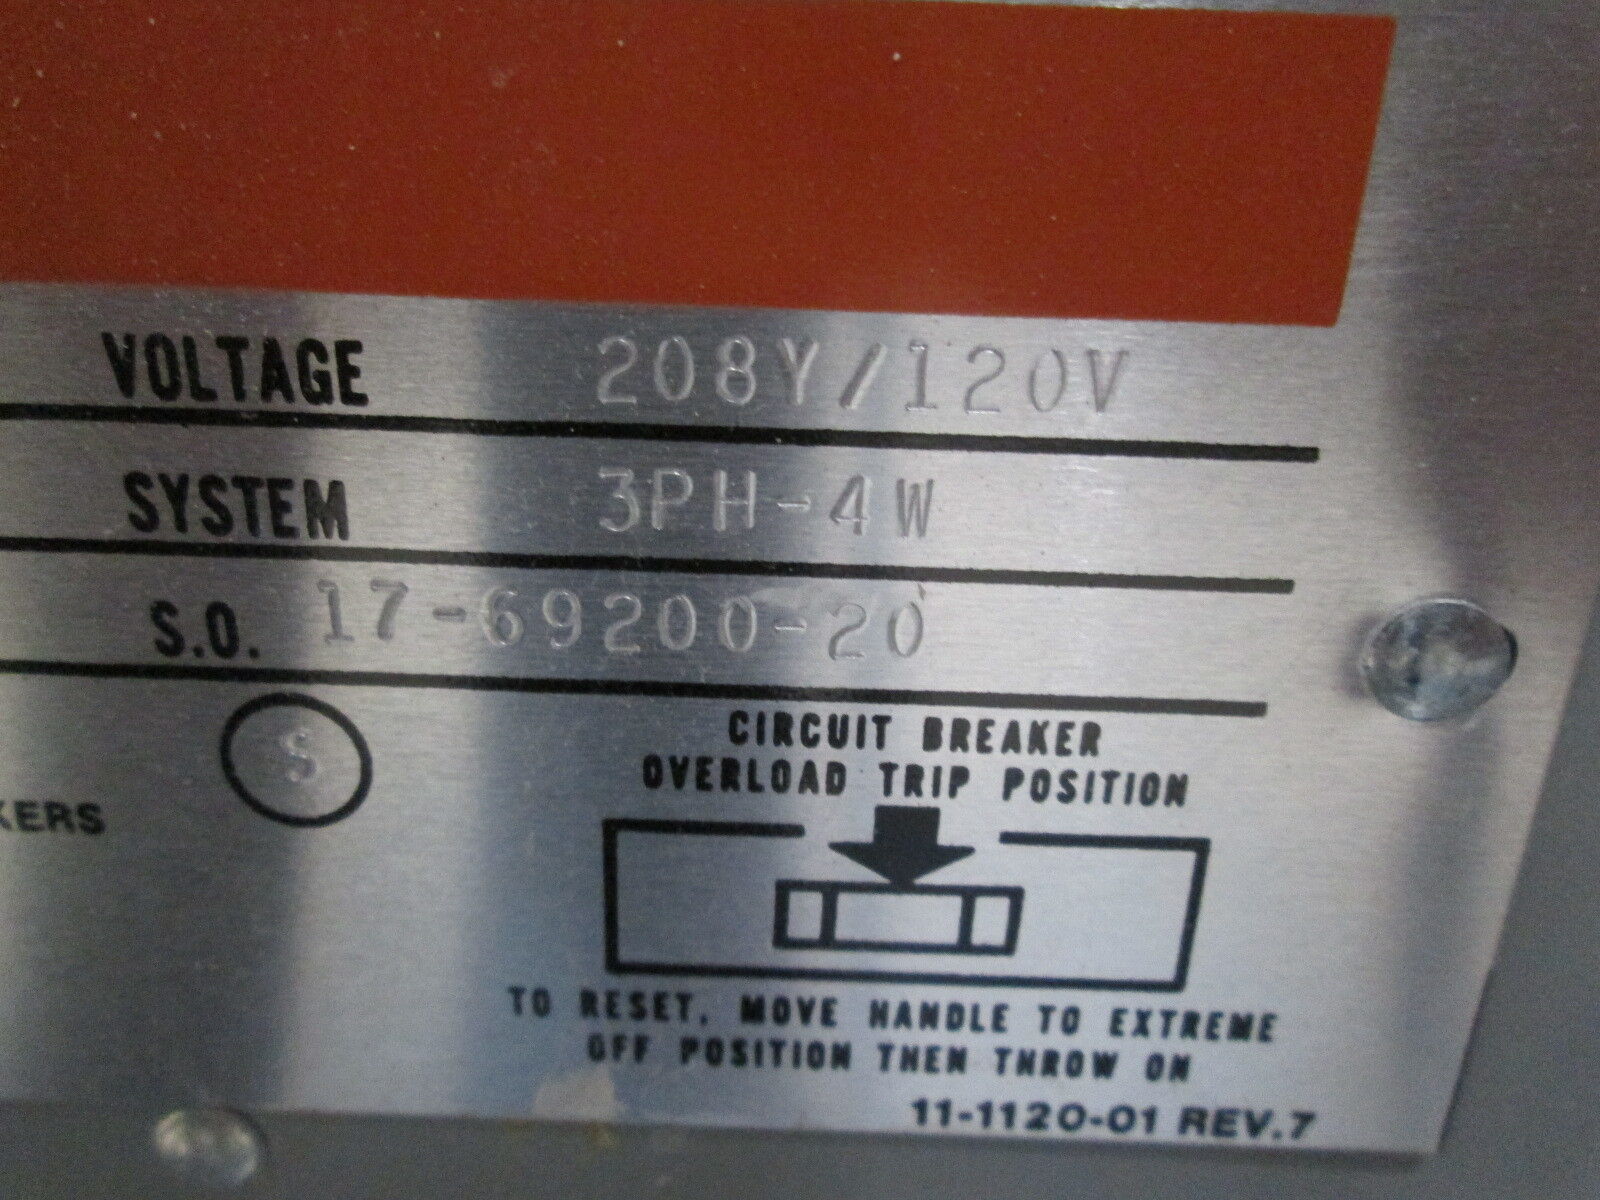 VOLTAGE 208Y/120V
SYSTEM 3PH-4W
S.O. 17-69200-20
S
KERS
CIRCUIT BREAKER
OVERLOAD TRIP POSITION
TO RESET, MOVE HANDLE TO EXTREME
OFF POSITION THEN THROW ON
11-1120-01 REV.7